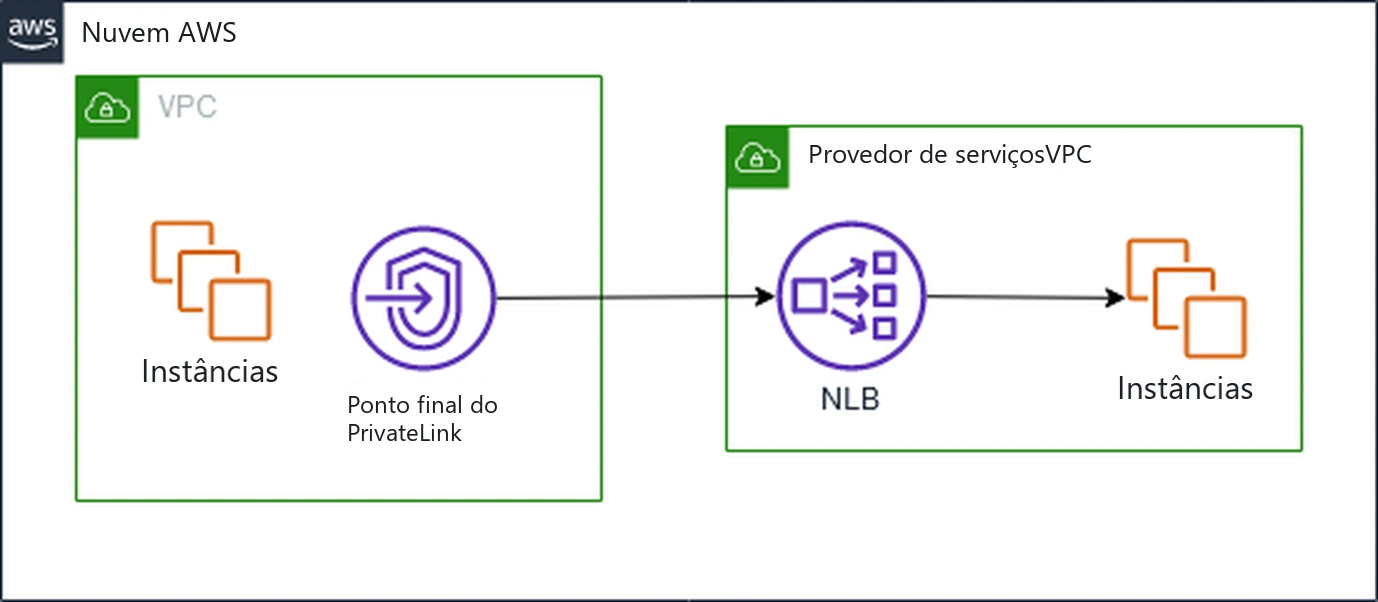 aws
Nuvem AWS
VPC
Provedor de serviçosVPC
Instâncias
Ponto final do
PrivateLink
NLB
Instâncias